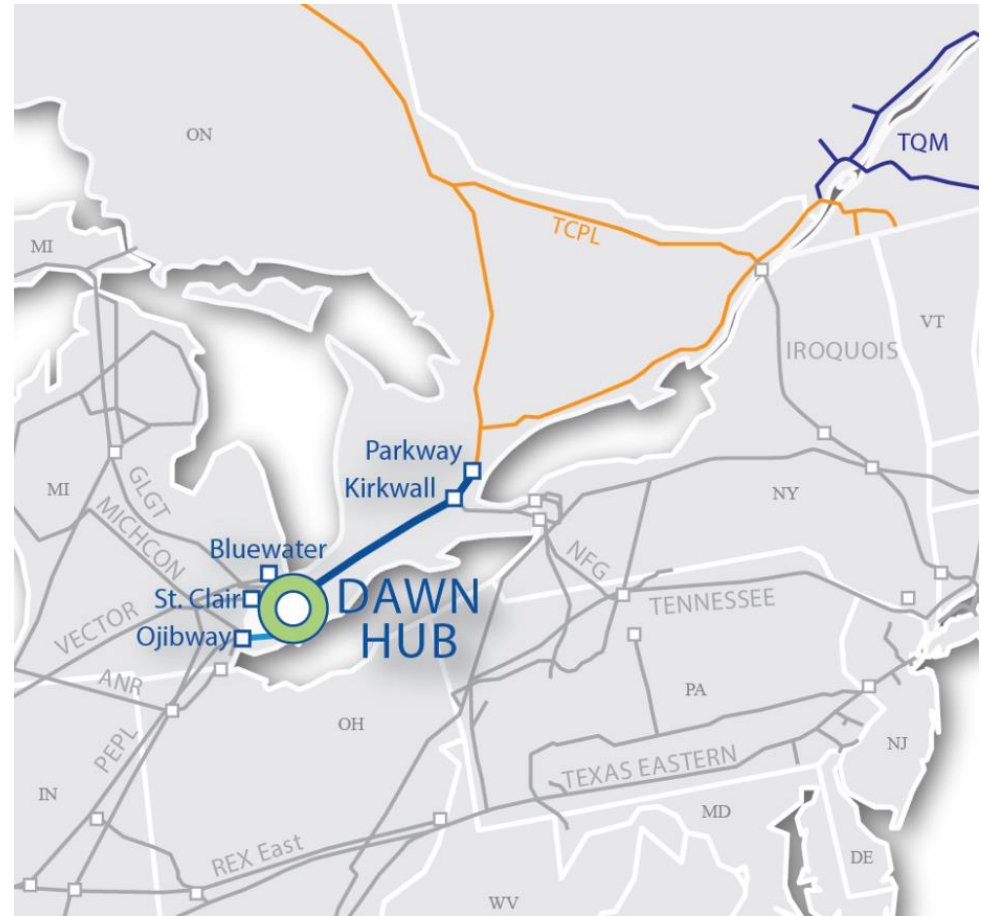 ON
TQM
TCPL
MI
VT
IROQUOIS
Parkway
Kirkwall
MI
GLGT
NY
MICHCON
Bluewater
NFG
St. Clair
DAWN
HUB
TENNESSEE
VECTOR
Ojibway
ANR
PA
OH
PEPL
NJ
TEXAS EASTERN
IN
MD
REX East
DE
WV